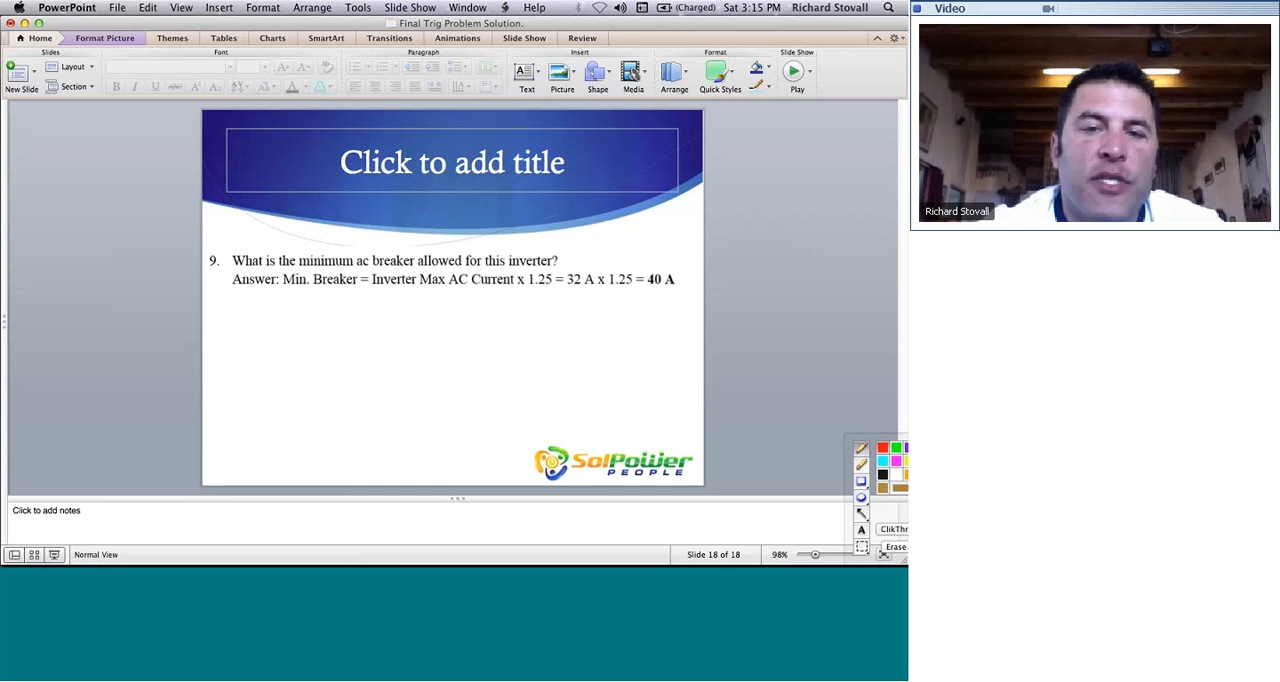 PowerPoint File Edit View Insert Format Arrange Tools Slide Show Window Help (Charged) Sat 3:15 PM Richard Stovall
Final Trig Problem Solution.
Home Format Picture Themes Tables Charts SmartArt Transitions Animations Slide Show Review
Slides Font Paragraph Insert Format Slide Show
New Slide Layout Section Text Picture Shape Media Arrange Quick Styles Play
Click to add title
9. What is the minimum ac breaker allowed for this inverter?
Answer: Min. Breaker = Inverter Max AC Current x 1.25 = 32 A x 1.25 = 40 A
SolPower
PEOPLE
Click to add notes
Normal View Slide 18 of 18 98%
ClikThr
Erase
Video
Richard Stovall